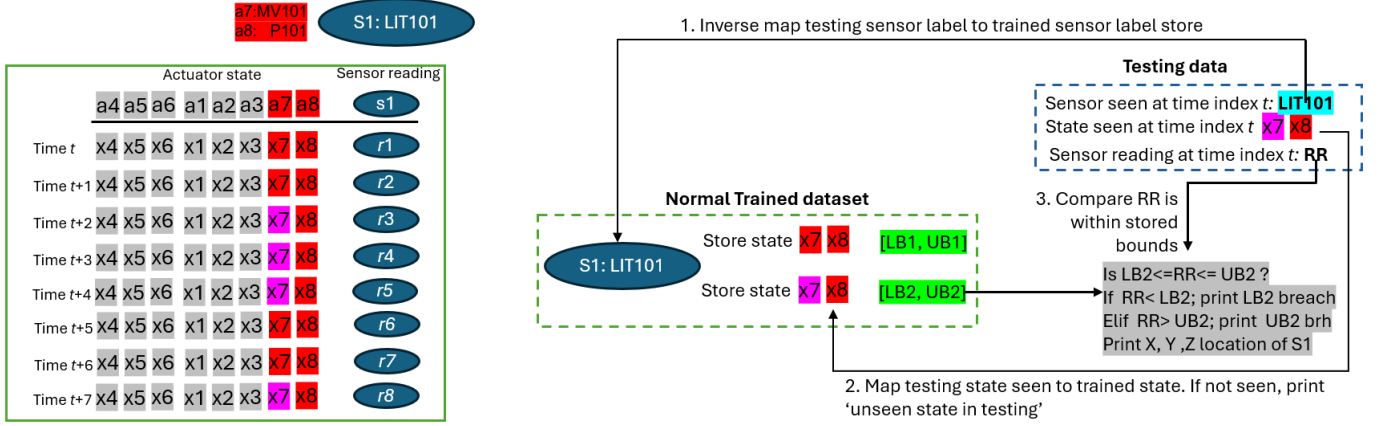 a7:MV101
a8: P101
S1: LIT101
Actuator state Sensor reading
a4 a5 a6 a1 a2 a3 a7 a8 s1
Time t x4 x5 x6 x1 x2 x3 x7 x8 r1
Time t+1 x4 x5 x6 x1 x2 x3 x7 x8 r2
Time t+2 x4 x5 x6 x1 x2 x3 x7 x8 r3
Time t+3 x4 x5 x6 x1 x2 x3 x7 x8 r4
Time t+4 x4 x5 x6 x1 x2 x3 x7 x8 r5
Time t+5 x4 x5 x6 x1 x2 x3 x7 x8 r6
Time t+6 x4 x5 x6 x1 x2 x3 x7 x8 r7
Time t+7 x4 x5 x6 x1 x2 x3 x7 x8 r8
1. Inverse map testing sensor label to trained sensor label store
Testing data
Sensor seen at time index t: LIT101
State seen at time index t x7 x8
Sensor reading at time index t: RR
Normal Trained dataset
S1: LIT101
Store state x7 x8 [LB1, UB1]
Store state x7 x8 [LB2, UB2]
3. Compare RR is
within stored
bounds
Is LB2<=RR<= UB2 ?
If RR< LB2; print LB2 breach
Elif RR> UB2; print UB2 brh
Print X, Y ,Z location of S1
2. Map testing state seen to trained state. If not seen, print
‘unseen state in testing’